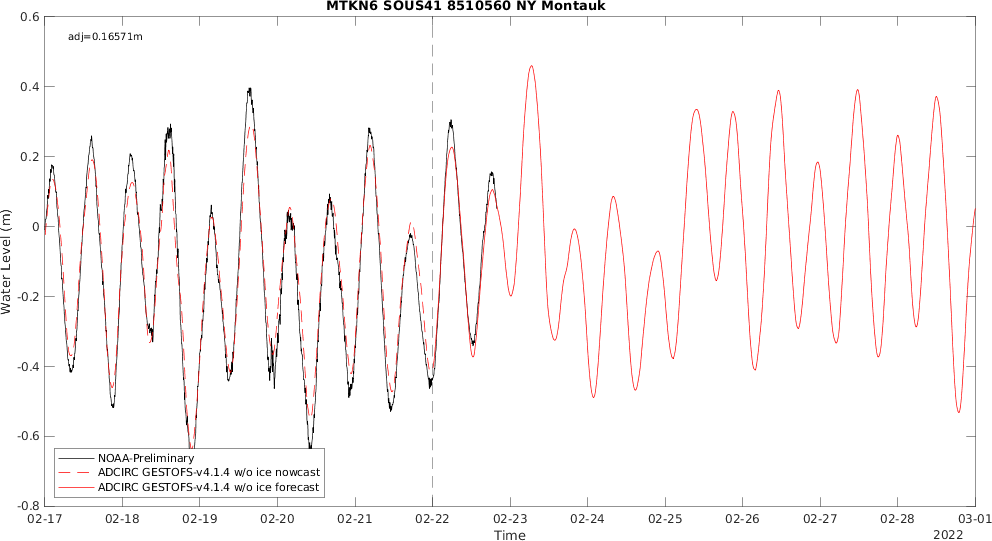 MTKN6 SOUS41 8510560 NY Montauk
adj=0.16571m
0.6
0.4
0.2
0
-0.2
-0.4
-0.6
-0.8
Water Level (m)
NOAA-Preliminary
ADCIRC GESTOFS-v4.1.4 w/o ice nowcast
ADCIRC GESTOFS-v4.1.4 w/o ice forecast
02-17 02-18 02-19 02-20 02-21 02-22 02-23 02-24 02-25 02-26 02-27 02-28 03-01
Time
2022